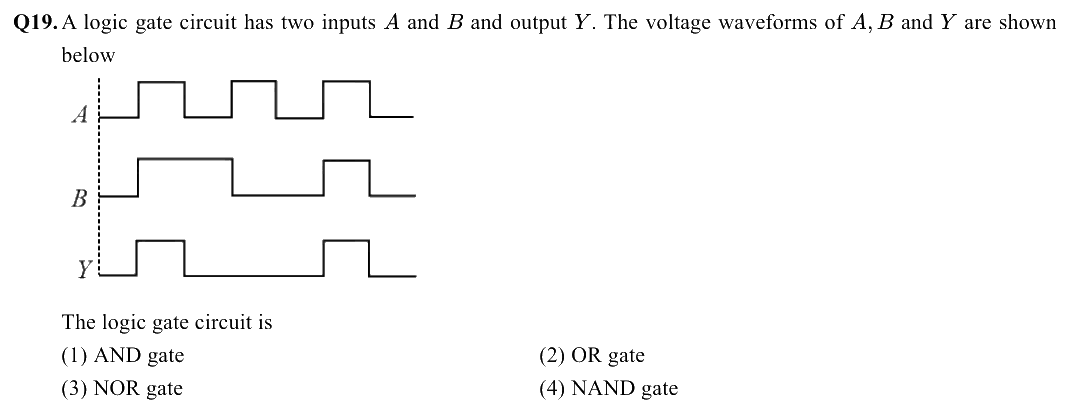 Q19. A logic gate circuit has two inputs A and B and output Y. The voltage waveforms of A, B and Y are shown
below
A
B
Y
The logic gate circuit is
(1) AND gate (2) OR gate
(3) NOR gate (4) NAND gate